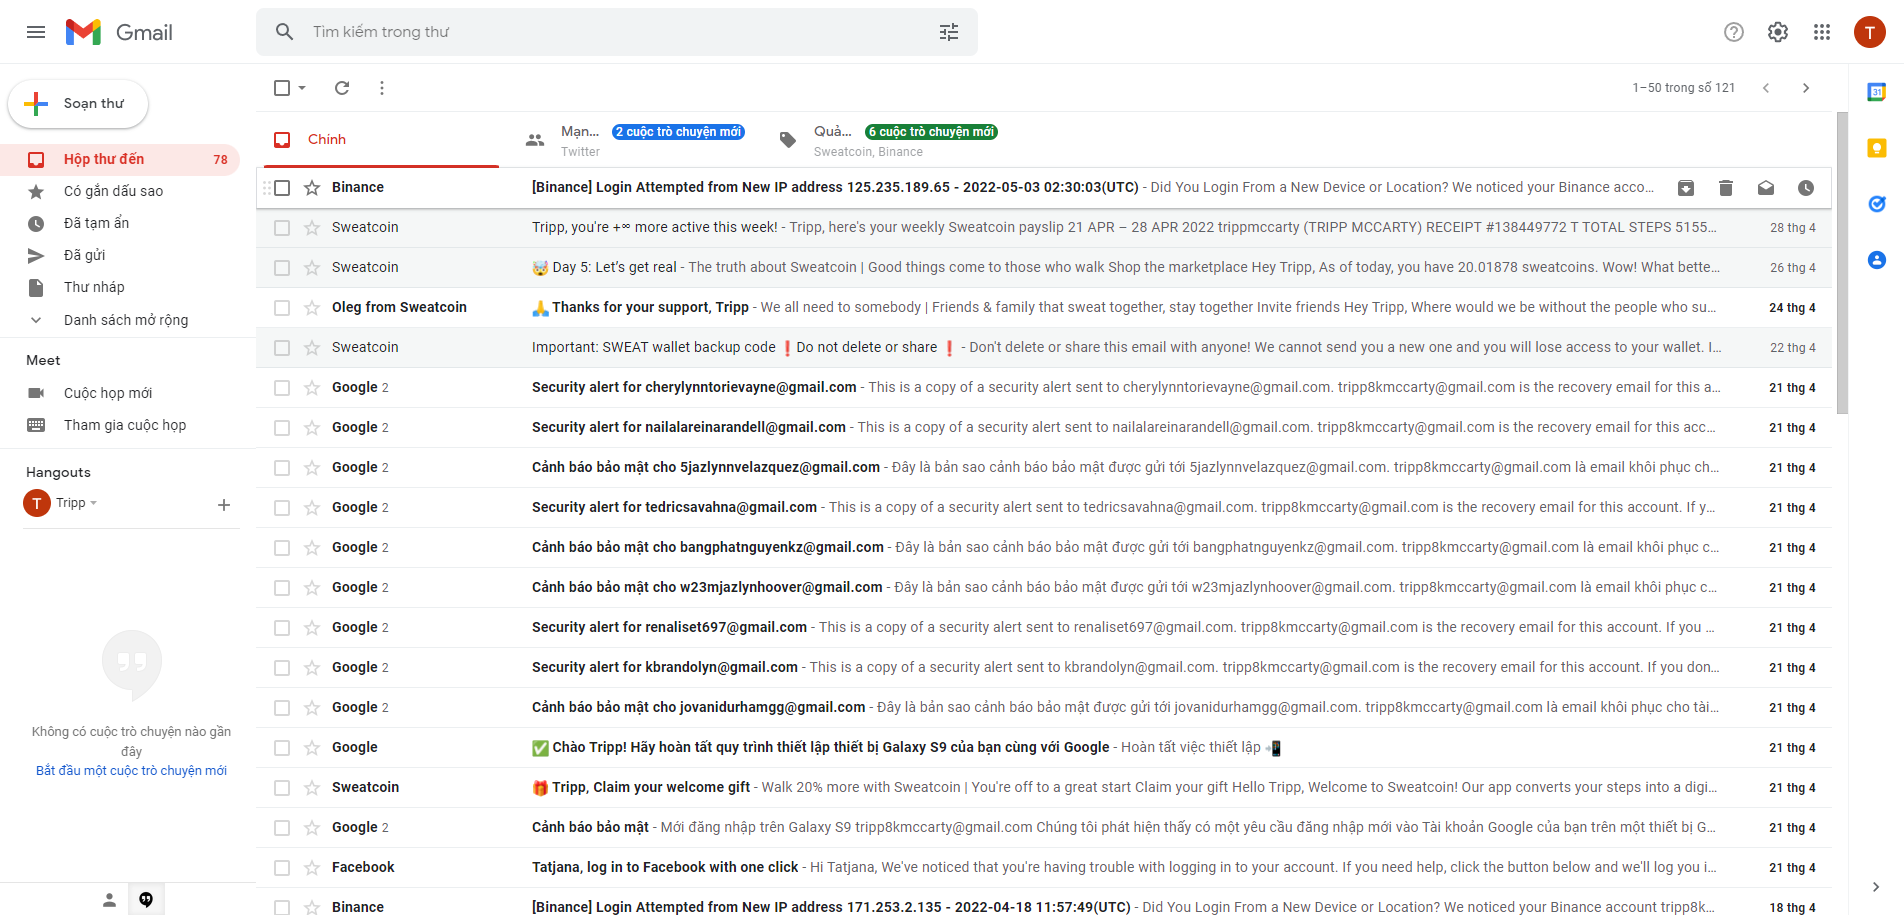 Gmail
Tìm kiếm trong thư
T
Soạn thư
1–50 trong số 121
31
Chính
Mạn... 2 cuộc trò chuyện mới
Twitter
Quả... 6 cuộc trò chuyện mới
Sweatcoin, Binance
Hộp thư đến 78
Có gắn dấu sao
Đã tạm ẩn
Đã gửi
Thư nháp
Danh sách mở rộng
Meet
Cuộc họp mới
Tham gia cuộc họp
Hangouts
T Tripp
Không có cuộc trò chuyện nào gần đây
Bắt đầu một cuộc trò chuyện mới
Binance [Binance] Login Attempted from New IP address 125.235.189.65 - 2022-05-03 02:30:03(UTC) - Did You Login From a New Device or Location? We noticed your Binance acco...
Sweatcoin Tripp, you're +∞ more active this week! - Tripp, here's your weekly Sweatcoin payslip 21 APR – 28 APR 2022 trippmccarty (TRIPP MCCARTY) RECEIPT #138449772 T TOTAL STEPS 5155... 28 thg 4
Sweatcoin 🤯 Day 5: Let's get real - The truth about Sweatcoin | Good things come to those who walk Shop the marketplace Hey Tripp, As of today, you have 20.01878 sweatcoins. Wow! What bette... 26 thg 4
Oleg from Sweatcoin 🙏 Thanks for your support, Tripp - We all need to somebody | Friends & family that sweat together, stay together Invite friends Hey Tripp, Where would we be without the people who su... 24 thg 4
Sweatcoin Important: SWEAT wallet backup code ❗ Do not delete or share ❗ - Don't delete or share this email with anyone! We cannot send you a new one and you will lose access to your wallet. I... 22 thg 4
Google 2 Security alert for cherylynntorievayne@gmail.com - This is a copy of a security alert sent to cherylynntorievayne@gmail.com. tripp8kmccarty@gmail.com is the recovery email for this a... 21 thg 4
Google 2 Security alert for nailalareinarandell@gmail.com - This is a copy of a security alert sent to nailalareinarandell@gmail.com. tripp8kmccarty@gmail.com is the recovery email for this acc... 21 thg 4
Google 2 Cảnh báo bảo mật cho 5jazlynnvelazquez@gmail.com - Đây là bản sao cảnh báo bảo mật được gửi tới 5jazlynnvelazquez@gmail.com. tripp8kmccarty@gmail.com là email khôi phục ch... 21 thg 4
Google 2 Security alert for tedricsavahna@gmail.com - This is a copy of a security alert sent to tedricsavahna@gmail.com. tripp8kmccarty@gmail.com is the recovery email for this account. If y... 21 thg 4
Google 2 Cảnh báo bảo mật cho bangphatnguyenkz@gmail.com - Đây là bản sao cảnh báo bảo mật được gửi tới bangphatnguyenkz@gmail.com. tripp8kmccarty@gmail.com là email khôi phục c... 21 thg 4
Google 2 Cảnh báo bảo mật cho w23mjazlynhoover@gmail.com - Đây là bản sao cảnh báo bảo mật được gửi tới w23mjazlynhoover@gmail.com. tripp8kmccarty@gmail.com là email khôi phục c... 21 thg 4
Google 2 Security alert for renaliset697@gmail.com - This is a copy of a security alert sent to renaliset697@gmail.com. tripp8kmccarty@gmail.com is the recovery email for this account. If you ... 21 thg 4
Google 2 Security alert for kbrandolyn@gmail.com - This is a copy of a security alert sent to kbrandolyn@gmail.com. tripp8kmccarty@gmail.com is the recovery email for this account. If you don... 21 thg 4
Google 2 Cảnh báo bảo mật cho jovanidurhamgg@gmail.com - Đây là bản sao cảnh báo bảo mật được gửi tới jovanidurhamgg@gmail.com. tripp8kmccarty@gmail.com là email khôi phục cho tài... 21 thg 4
Google ✅ Chào Tripp! Hãy hoàn tất quy trình thiết lập thiết bị Galaxy S9 của bạn cùng với Google - Hoàn tất việc thiết lập 📲 21 thg 4
Sweatcoin 🎁 Tripp, Claim your welcome gift - Walk 20% more with Sweatcoin | You're off to a great start Claim your gift Hello Tripp, Welcome to Sweatcoin! Our app converts your steps into a digi... 21 thg 4
Google 2 Cảnh báo bảo mật - Mới đăng nhập trên Galaxy S9 tripp8kmccarty@gmail.com Chúng tôi phát hiện thấy có một yêu cầu đăng nhập mới vào Tài khoản Google của bạn trên một thiết bị G... 21 thg 4
Facebook Tatjana, log in to Facebook with one click - Hi Tatjana, We've noticed that you're having trouble with logging in to your account. If you need help, click the button below and we'll log you i... 21 thg 4
Binance [Binance] Login Attempted from New IP address 171.253.2.135 - 2022-04-18 11:57:49(UTC) - Did You Login From a New Device or Location? We noticed your Binance account tripp8k... 18 thg 4